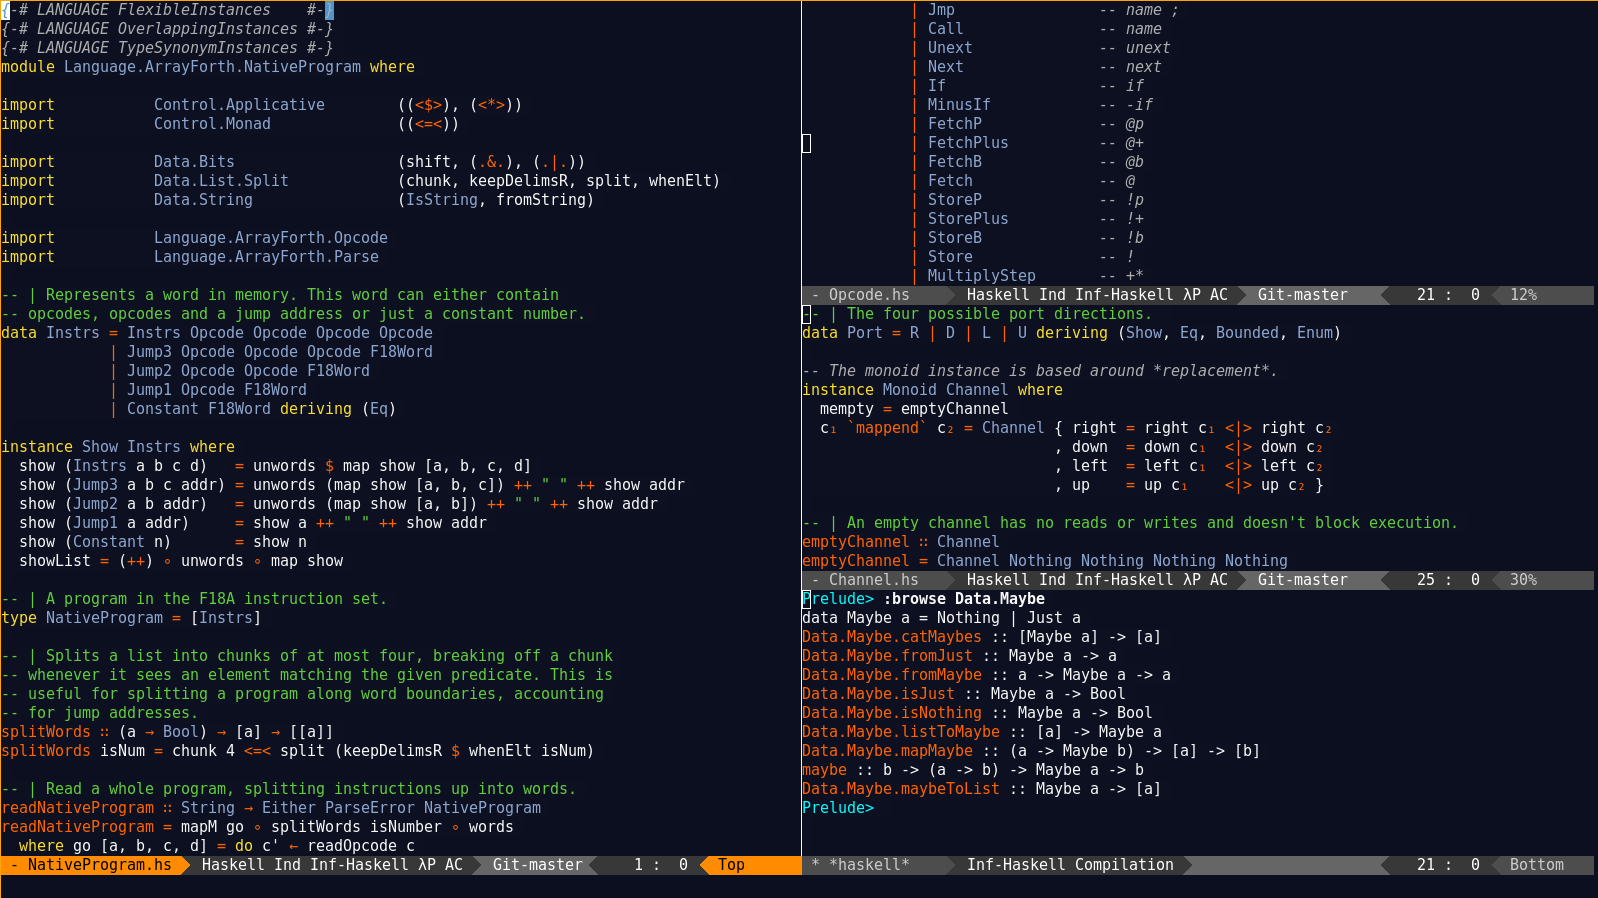 {-# LANGUAGE FlexibleInstances    #-}
{-# LANGUAGE OverlappingInstances #-}
{-# LANGUAGE TypeSynonymInstances #-}
module Language.ArrayForth.NativeProgram where
import           Control.Applicative        ((<$>), (<*>))
import           Control.Monad              ((<=<))
import           Data.Bits                  (shift, (.&.), (.|.))
import           Data.List.Split            (chunk, keepDelimsR, split, whenElt)
import           Data.String                (IsString, fromString)
import           Language.ArrayForth.Opcode
import           Language.ArrayForth.Parse
-- | Represents a word in memory. This word can either contain
-- opcodes, opcodes and a jump address or just a constant number.
data Instrs = Instrs Opcode Opcode Opcode Opcode
            | Jump3 Opcode Opcode Opcode F18Word
            | Jump2 Opcode Opcode F18Word
            | Jump1 Opcode F18Word
            | Constant F18Word deriving (Eq)
instance Show Instrs where
  show (Instrs a b c d)   = unwords $ map show [a, b, c, d]
  show (Jump3 a b c addr) = unwords (map show [a, b, c]) ++ " " ++ show addr
  show (Jump2 a b addr)   = unwords (map show [a, b]) ++ " " ++ show addr
  show (Jump1 a addr)     = show a ++ " " ++ show addr
  show (Constant n)       = show n
  showList = (++) ∘ unwords ∘ map show
-- | A program in the F18A instruction set.
type NativeProgram = [Instrs]
-- | Splits a list into chunks of at most four, breaking off a chunk
-- whenever it sees an element matching the given predicate. This is
-- useful for splitting a program along word boundaries, accounting
-- for jump addresses.
splitWords ∷ (a → Bool) → [a] → [[a]]
splitWords isNum = chunk 4 <=< split (keepDelimsR $ whenElt isNum)
-- | Read a whole program, splitting instructions up into words.
readNativeProgram ∷ String → Either ParseError NativeProgram
readNativeProgram = mapM go ∘ splitWords isNumber ∘ words
  where go [a, b, c, d] = do c' ← readOpcode c
- NativeProgram.hs   Haskell Ind Inf-Haskell λP AC   Git-master   1 :  0   Top
            | Jmp                -- name ;
            | Call               -- name
            | Unext              -- unext
            | Next               -- next
            | If                 -- if
            | MinusIf            -- -if
            | FetchP             -- @p
            | FetchPlus          -- @+
            | FetchB             -- @b
            | Fetch              -- @
            | StoreP             -- !p
            | StorePlus          -- !+
            | StoreB             -- !b
            | Store              -- !
            | MultiplyStep       -- +*
- Opcode.hs   Haskell Ind Inf-Haskell λP AC   Git-master   21 :  0   12%
-- | The four possible port directions.
data Port = R | D | L | U deriving (Show, Eq, Bounded, Enum)
-- The monoid instance is based around *replacement*.
instance Monoid Channel where
  mempty = emptyChannel
  c₁ `mappend` c₂ = Channel { right = right c₁ <|> right c₂
                            , down  = down c₁  <|> down c₂
                            , left  = left c₁  <|> left c₂
                            , up    = up c₁    <|> up c₂ }
-- | An empty channel has no reads or writes and doesn't block execution.
emptyChannel ∷ Channel
emptyChannel = Channel Nothing Nothing Nothing Nothing
- Channel.hs   Haskell Ind Inf-Haskell λP AC   Git-master   25 :  0   30%
Prelude> :browse Data.Maybe
data Maybe a = Nothing | Just a
Data.Maybe.catMaybes :: [Maybe a] -> [a]
Data.Maybe.fromJust :: Maybe a -> a
Data.Maybe.fromMaybe :: a -> Maybe a -> a
Data.Maybe.isJust :: Maybe a -> Bool
Data.Maybe.isNothing :: Maybe a -> Bool
Data.Maybe.listToMaybe :: [a] -> Maybe a
Data.Maybe.mapMaybe :: (a -> Maybe b) -> [a] -> [b]
maybe :: b -> (a -> b) -> Maybe a -> b
Data.Maybe.maybeToList :: Maybe a -> [a]
Prelude>
* *haskell*   Inf-Haskell Compilation   21 :  0   Bottom